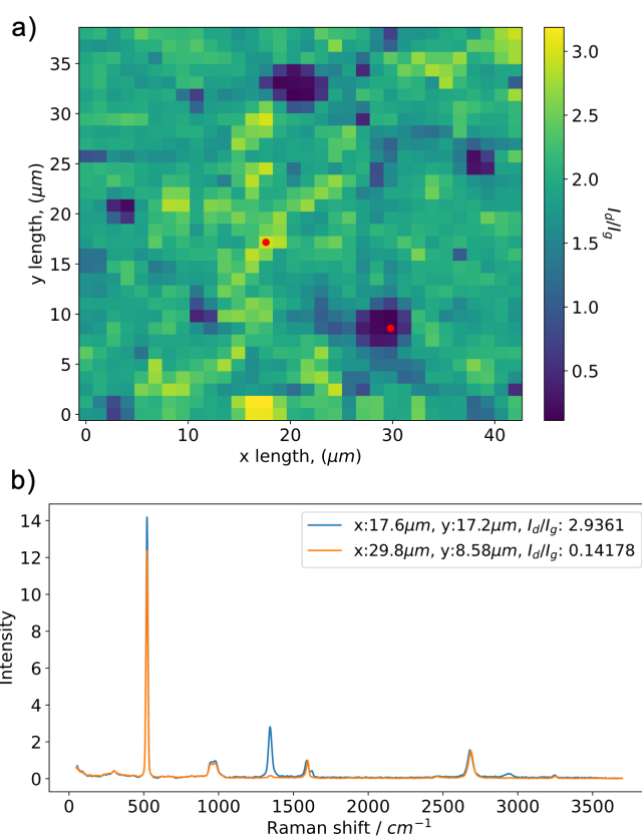 a)
y length, (μm)
35
30
25
20
15
10
5
0
0 10 20 30 40
x length, (μm)
3.0
2.5
2.0
1.5
1.0
0.5
I_d/I_g
b)
Intensity
14
12
10
8
6
4
2
0
x:17.6μm, y:17.2μm, I_d/I_g: 2.9361
x:29.8μm, y:8.58μm, I_d/I_g: 0.14178
0 500 1000 1500 2000 2500 3000 3500
Raman shift / cm⁻¹